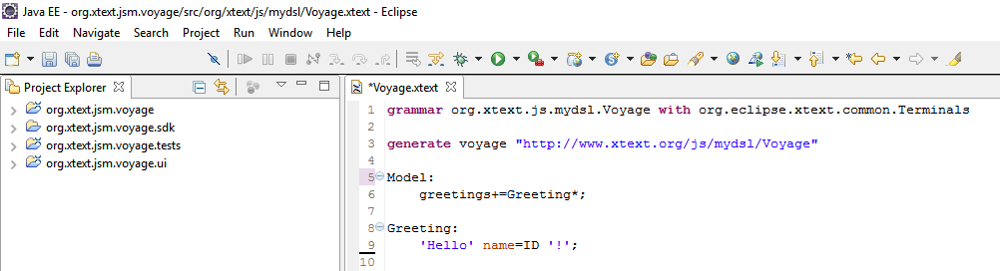 Java EE - org.xtext.jsm.voyage/src/org/xtext/js/mydsl/Voyage.xtext - Eclipse
File Edit Navigate Search Project Run Window Help
Project Explorer
*Voyage.xtext
org.xtext.jsm.voyage
org.xtext.jsm.voyage.sdk
org.xtext.jsm.voyage.tests
org.xtext.jsm.voyage.ui
1 grammar org.xtext.js.mydsl.Voyage with org.eclipse.xtext.common.Terminals
2
3 generate voyage "http://www.xtext.org/js/mydsl/Voyage"
4
5 Model:
6 greetings+=Greeting*;
7
8 Greeting:
9 'Hello' name=ID '!';
10